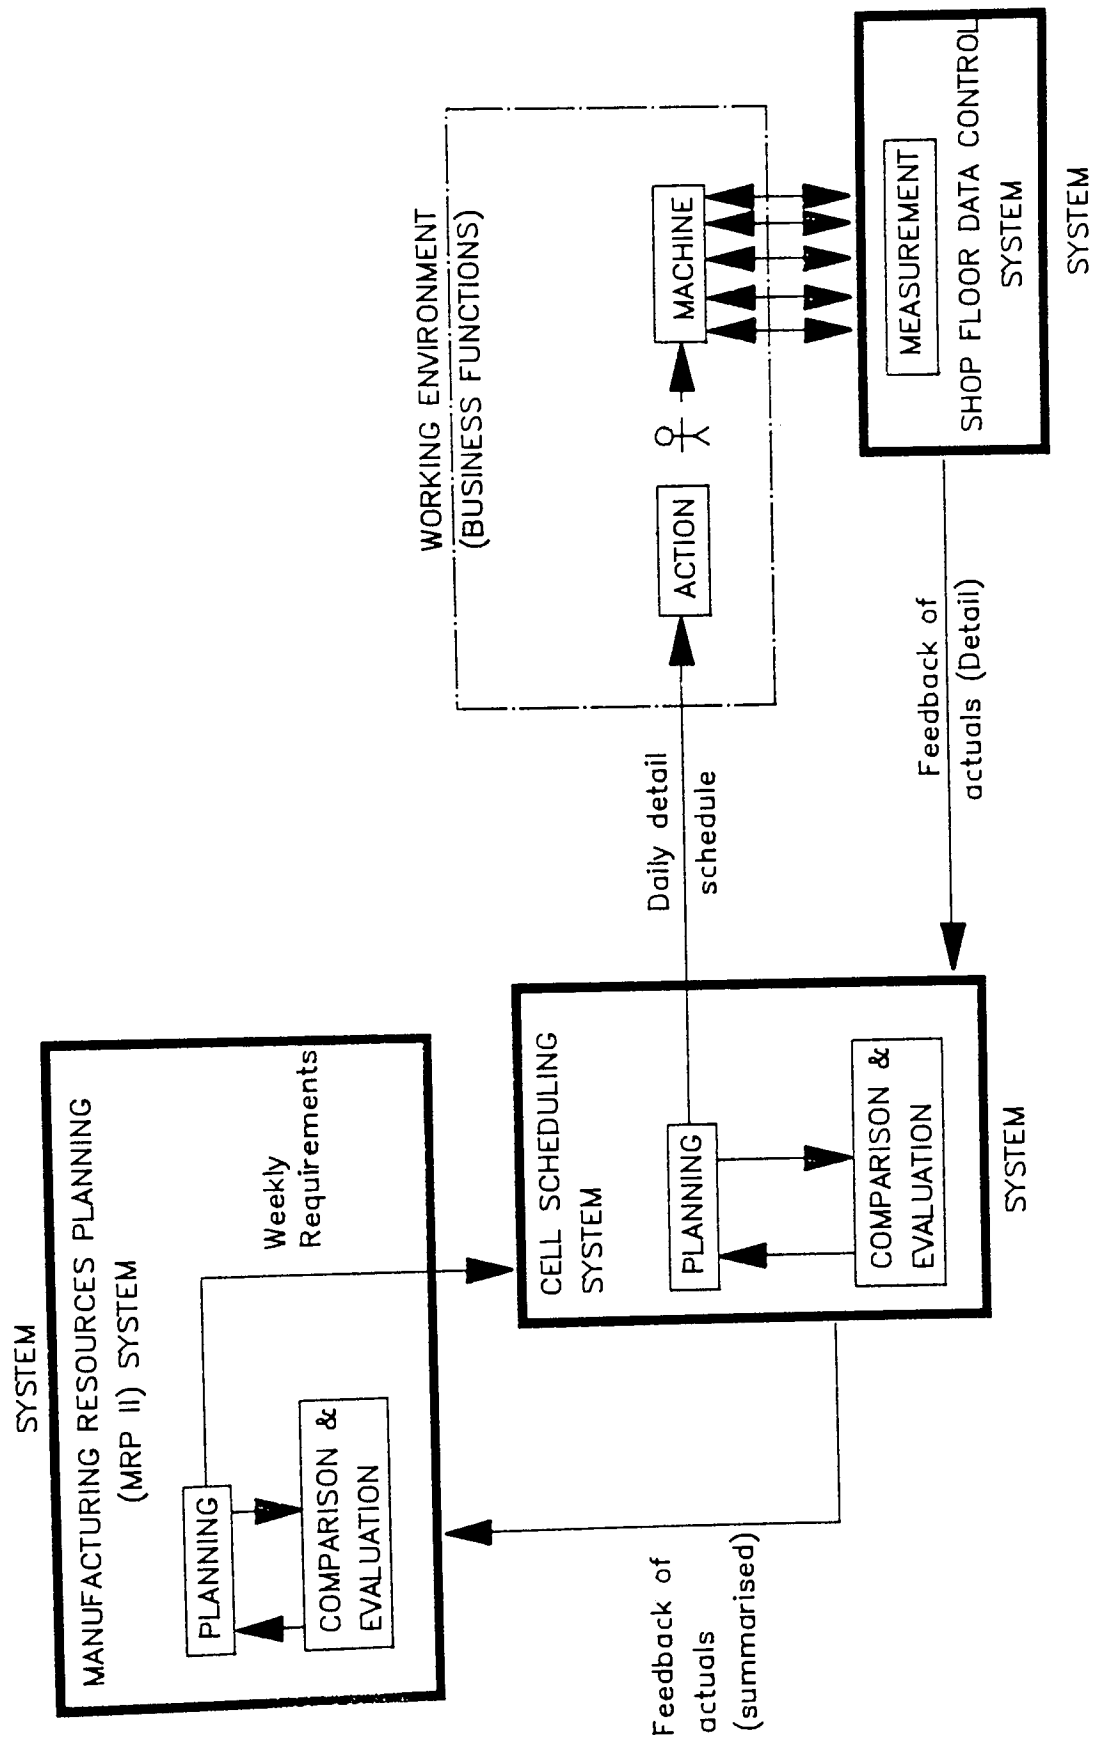 SYSTEM
MANUFACTURING RESOURCES PLANNING
(MRP II) SYSTEM
PLANNING
COMPARISON &
EVALUATION
Weekly
Requirements
Feedback of
actuals
(summarised)
CELL SCHEDULING
SYSTEM
PLANNING
COMPARISON &
EVALUATION
SYSTEM
Daily detail
schedule
WORKING ENVIRONMENT
(BUSINESS FUNCTIONS)
ACTION
MACHINE
Feedback of
actuals (Detail)
MEASUREMENT
SHOP FLOOR DATA CONTROL
SYSTEM
SYSTEM